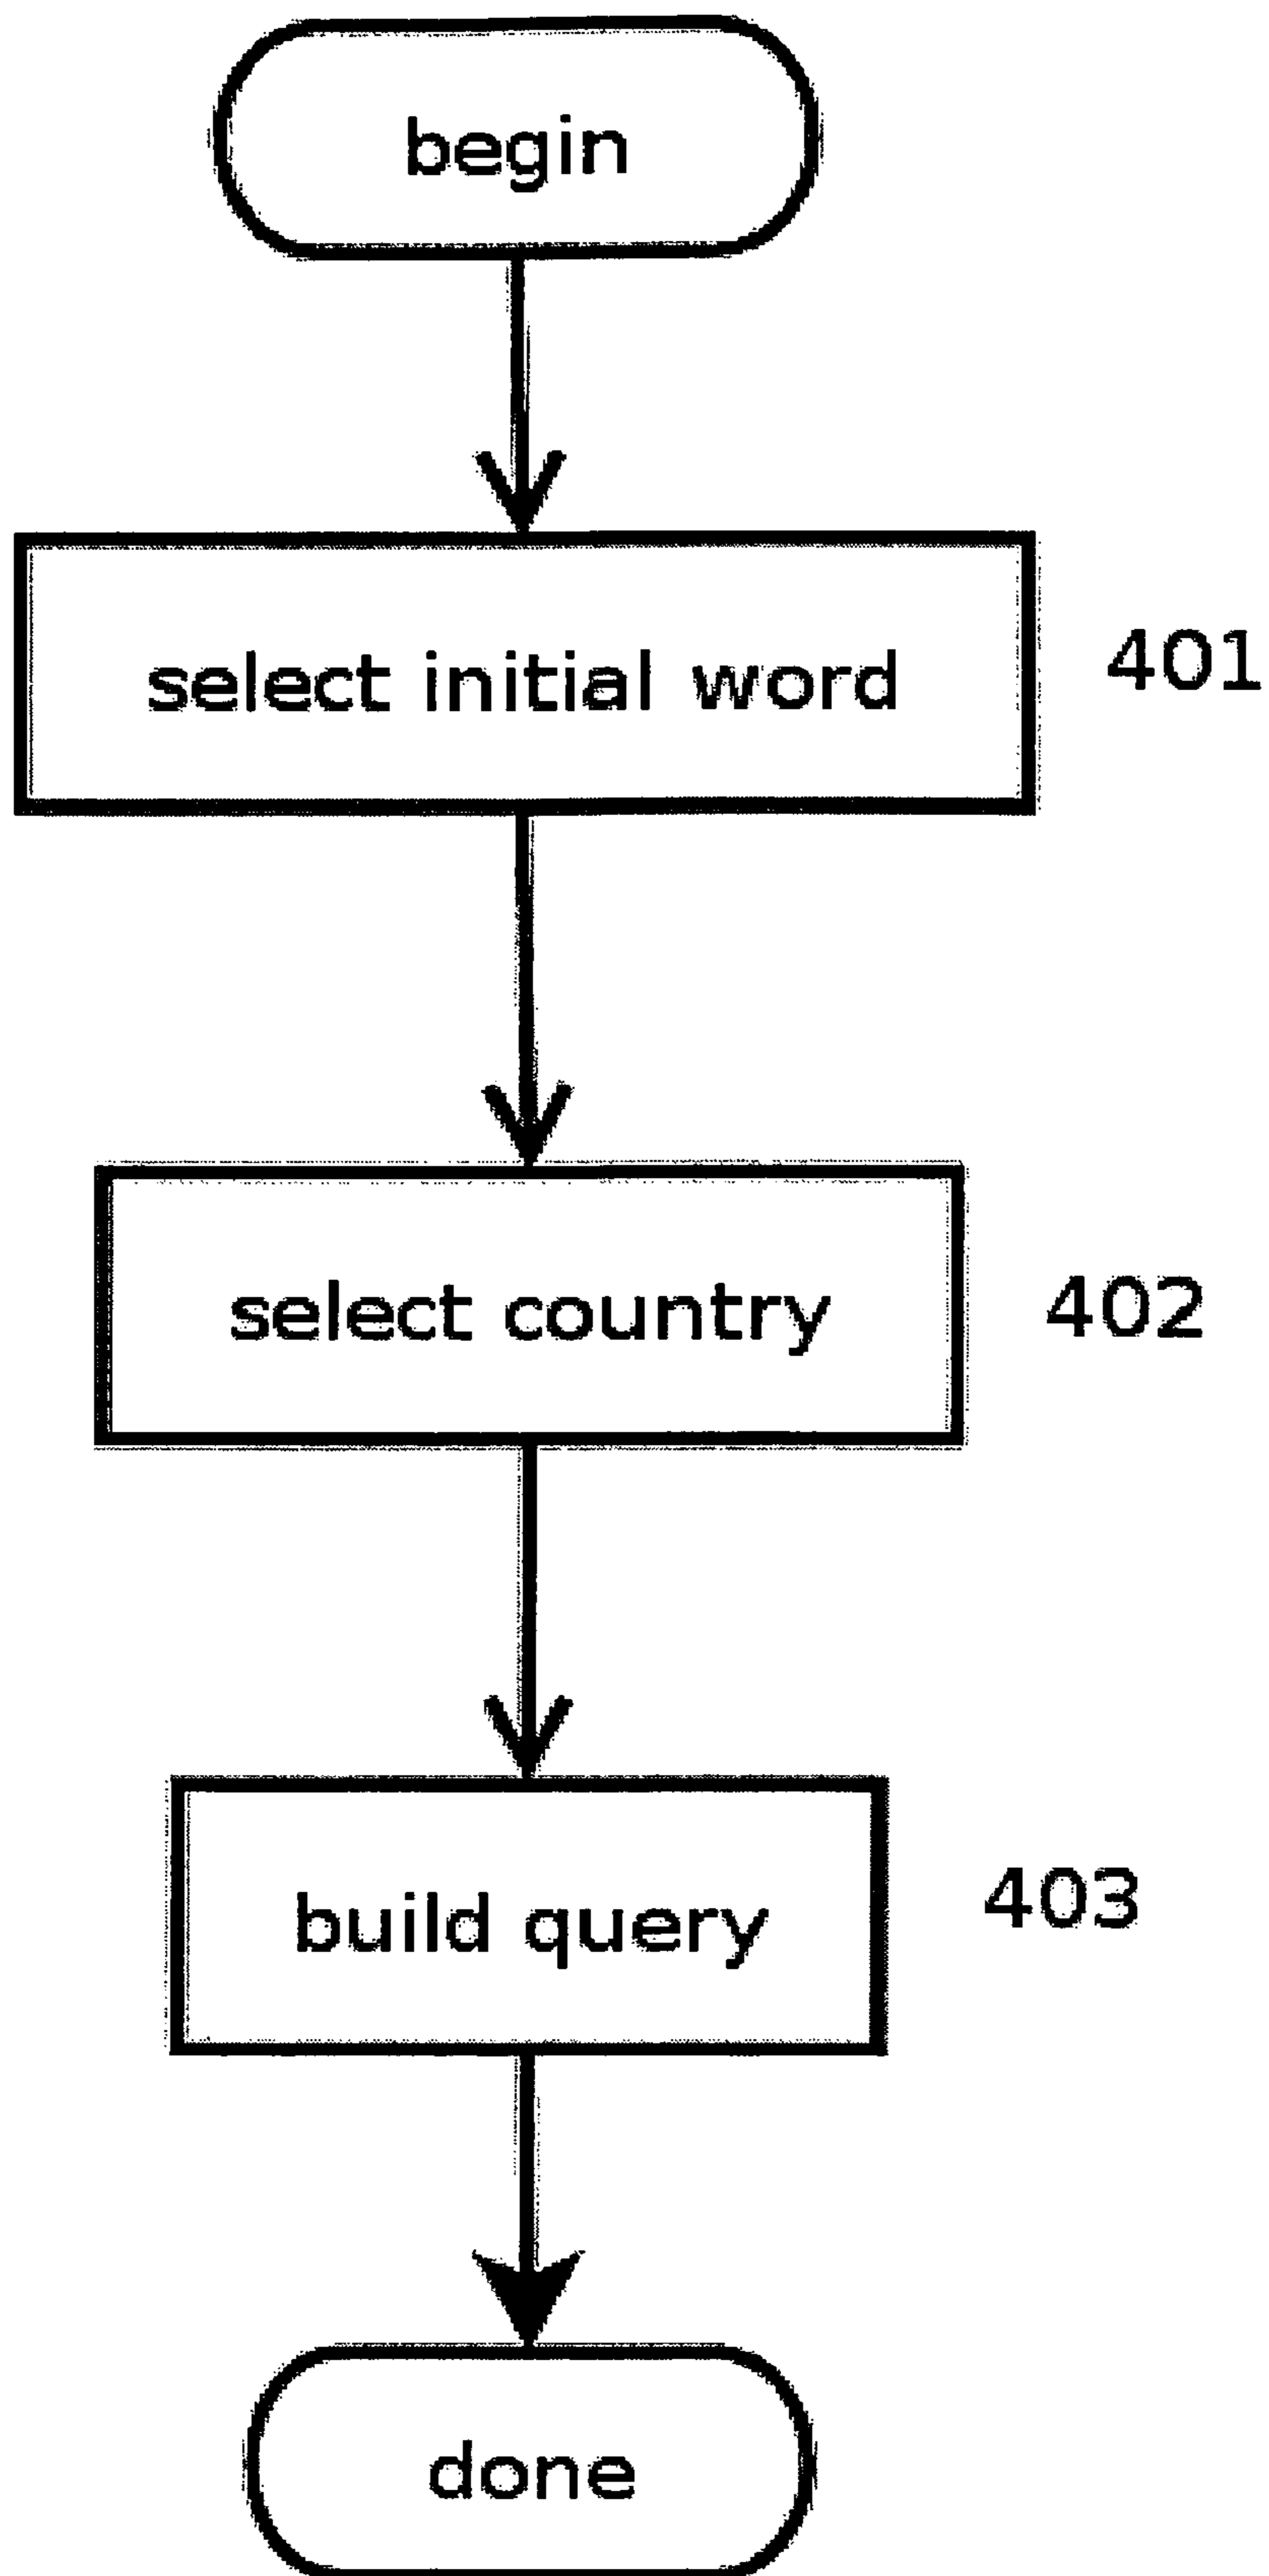 begin
select initial word 401
select country 402
build query 403
done